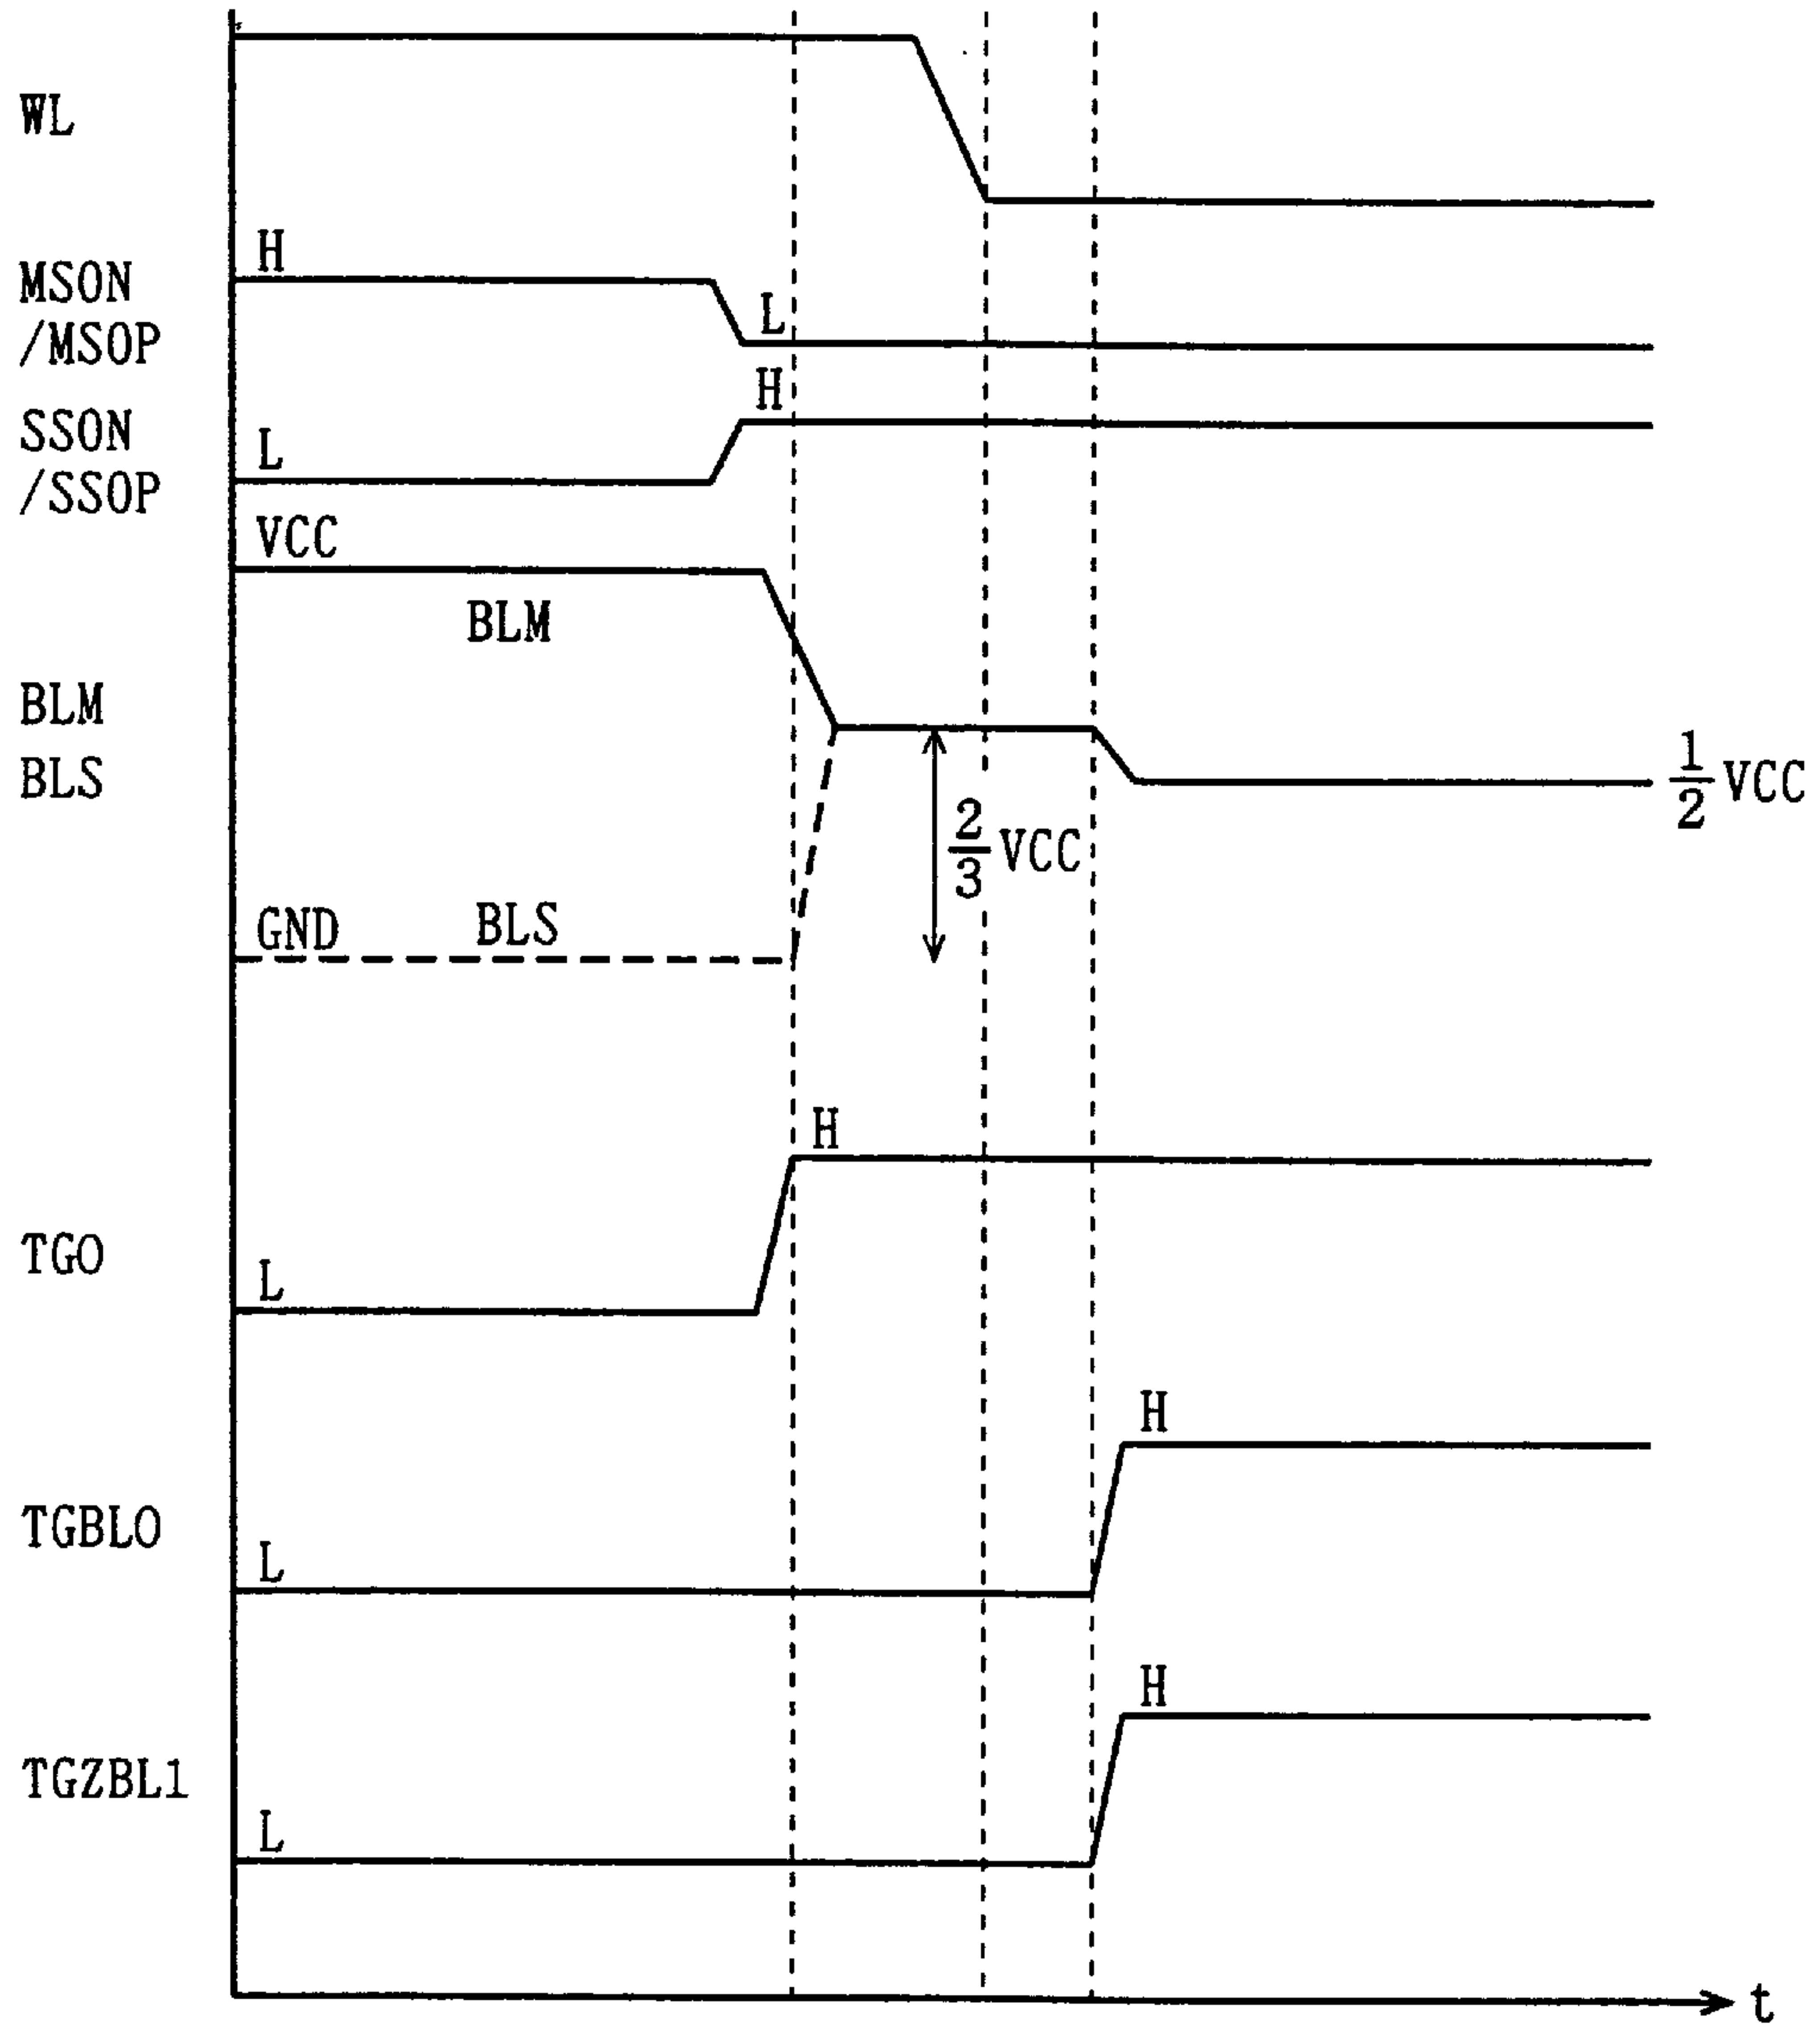 WL
H
MSON
/MSOP
L
H
SSON
/SSOP
L
VCC
BLM
BLM
BLS
1/2 VCC
2/3 VCC
GND
BLS
H
TGO
L
H
TGBLO
L
H
TGZBL1
L
t